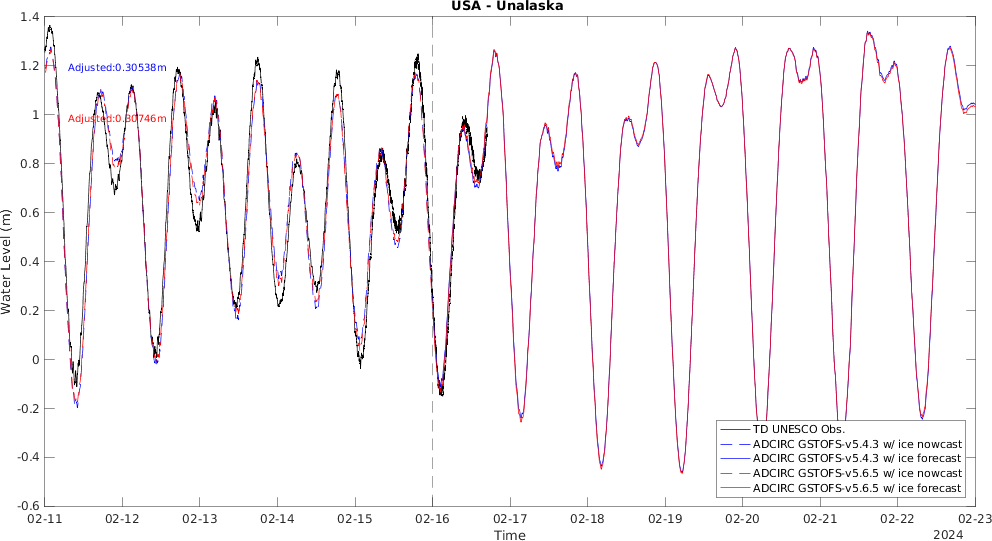 USA - Unalaska
1.4
1.2
1
0.8
0.6
0.4
0.2
0
-0.2
-0.4
-0.6
Water Level (m)
Adjusted:0.30538m
Adjusted:0.30746m
TD UNESCO Obs.
ADCIRC GSTOFS-v5.4.3 w/ ice nowcast
ADCIRC GSTOFS-v5.4.3 w/ ice forecast
ADCIRC GSTOFS-v5.6.5 w/ ice nowcast
ADCIRC GSTOFS-v5.6.5 w/ ice forecast
02-11 02-12 02-13 02-14 02-15 02-16 02-17 02-18 02-19 02-20 02-21 02-22 02-23
Time
2024